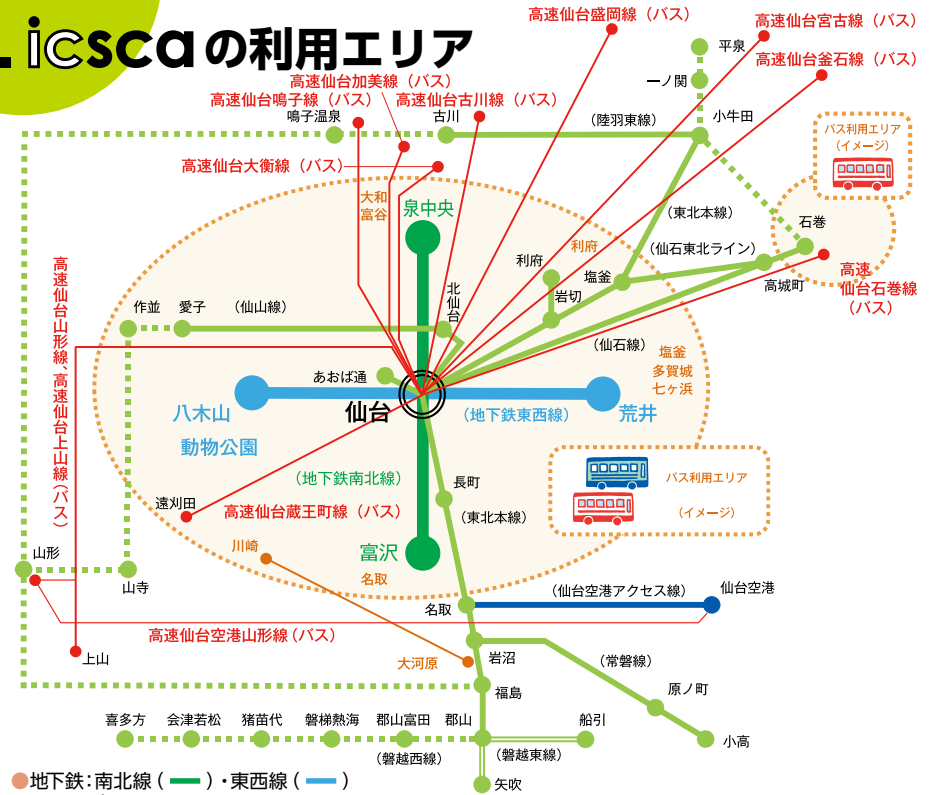 icscaの利用エリア
高速仙台盛岡線（バス）
高速仙台宮古線（バス）
高速仙台釜石線（バス）
平泉
一ノ関
高速仙台加美線（バス）
高速仙台鳴子線（バス）
高速仙台古川線（バス）
鳴子温泉
古川
（陸羽東線）
小牛田
バス利用エリア
（イメージ）
高速仙台大衡線（バス）
大和
富谷
泉中央
（東北本線）
石巻
利府
利府
（仙石東北ライン）
塩釜
高城町
高速
仙台石巻線
（バス）
高速仙台山形線、高速仙台上山線（バス）
作並
愛子
（仙山線）
北仙台
岩切
（仙石線）
塩釜
多賀城
七ヶ浜
あおば通
仙台
八木山
動物公園
（地下鉄東西線）
荒井
（地下鉄南北線）
長町
バス利用エリア
（イメージ）
遠刈田
高速仙台蔵王町線（バス）
（東北本線）
川崎
富沢
山形
山寺
名取
名取
（仙台空港アクセス線）
仙台空港
高速仙台空港山形線（バス）
上山
大河原
岩沼
（常磐線）
福島
原ノ町
喜多方
会津若松
猪苗代
磐梯熱海
郡山富田
郡山
船引
小高
（磐越西線）
（磐越東線）
矢吹
地下鉄：南北線（ ）・東西線（ ）